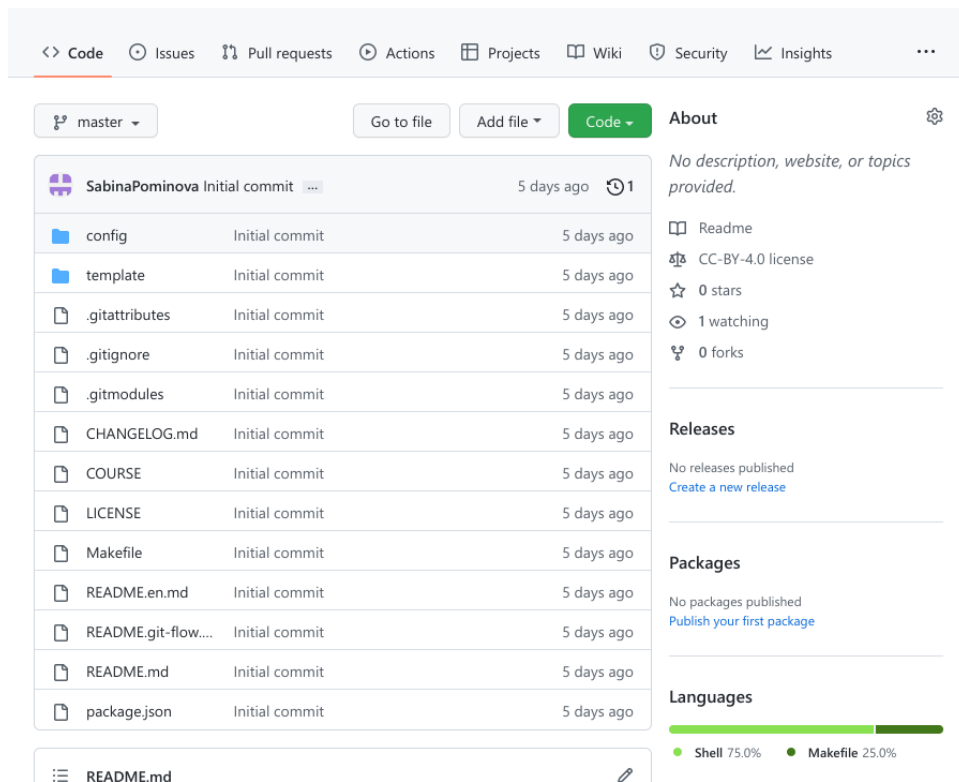 Code Issues Pull requests Actions Projects Wiki Security Insights ...
master Go to file Add file Code
SabinaPominova Initial commit ... 5 days ago 1
config Initial commit 5 days ago
template Initial commit 5 days ago
.gitattributes Initial commit 5 days ago
.gitignore Initial commit 5 days ago
.gitmodules Initial commit 5 days ago
CHANGELOG.md Initial commit 5 days ago
COURSE Initial commit 5 days ago
LICENSE Initial commit 5 days ago
Makefile Initial commit 5 days ago
README.en.md Initial commit 5 days ago
README.git-flow.... Initial commit 5 days ago
README.md Initial commit 5 days ago
package.json Initial commit 5 days ago
README.md
About
No description, website, or topics
provided.
Readme
CC-BY-4.0 license
0 stars
1 watching
0 forks
Releases
No releases published
Create a new release
Packages
No packages published
Publish your first package
Languages
Shell 75.0% Makefile 25.0%